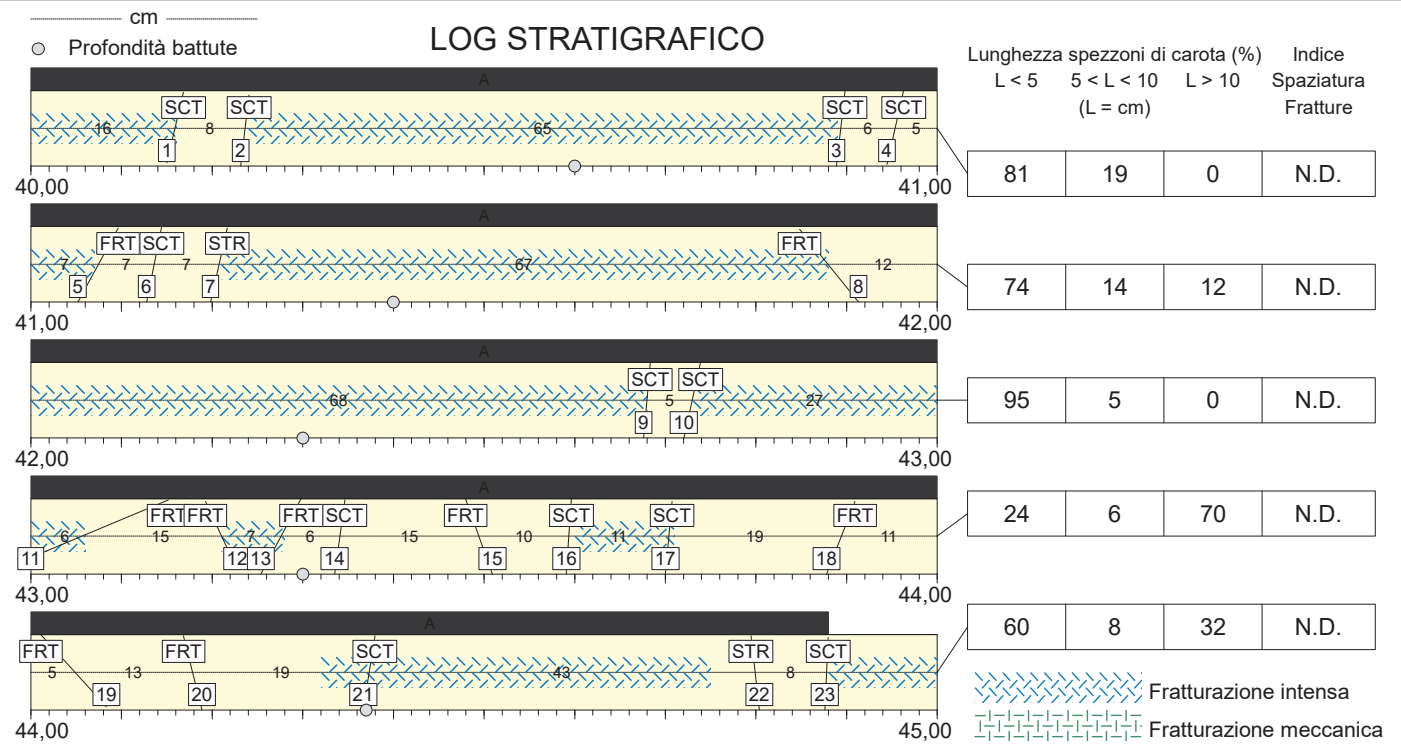 cm
Profondità battute
LOG STRATIGRAFICO
Lunghezza spezzoni di carota (%) Indice
L < 5 5 < L < 10 L > 10 Spaziatura
(L = cm) Fratture
A
SCT SCT SCT SCT
16 8 65 6 5
1 2 3 4
40,00 41,00
81 19 0 N.D.
A
FRT SCT STR FRT
7 7 7 67 12
5 6 7 8
41,00 42,00
74 14 12 N.D.
A
SCT SCT
68 5 27
9 10
42,00 43,00
95 5 0 N.D.
A
FRT FRT FRT SCT FRT SCT SCT FRT
6 15 7 6 15 10 11 19 11
11 12 13 14 15 16 17 18
43,00 44,00
24 6 70 N.D.
A
FRT FRT SCT STR SCT
5 13 19 43 8
19 20 21 22 23
44,00 45,00
60 8 32 N.D.
Fratturazione intensa
Fratturazione meccanica